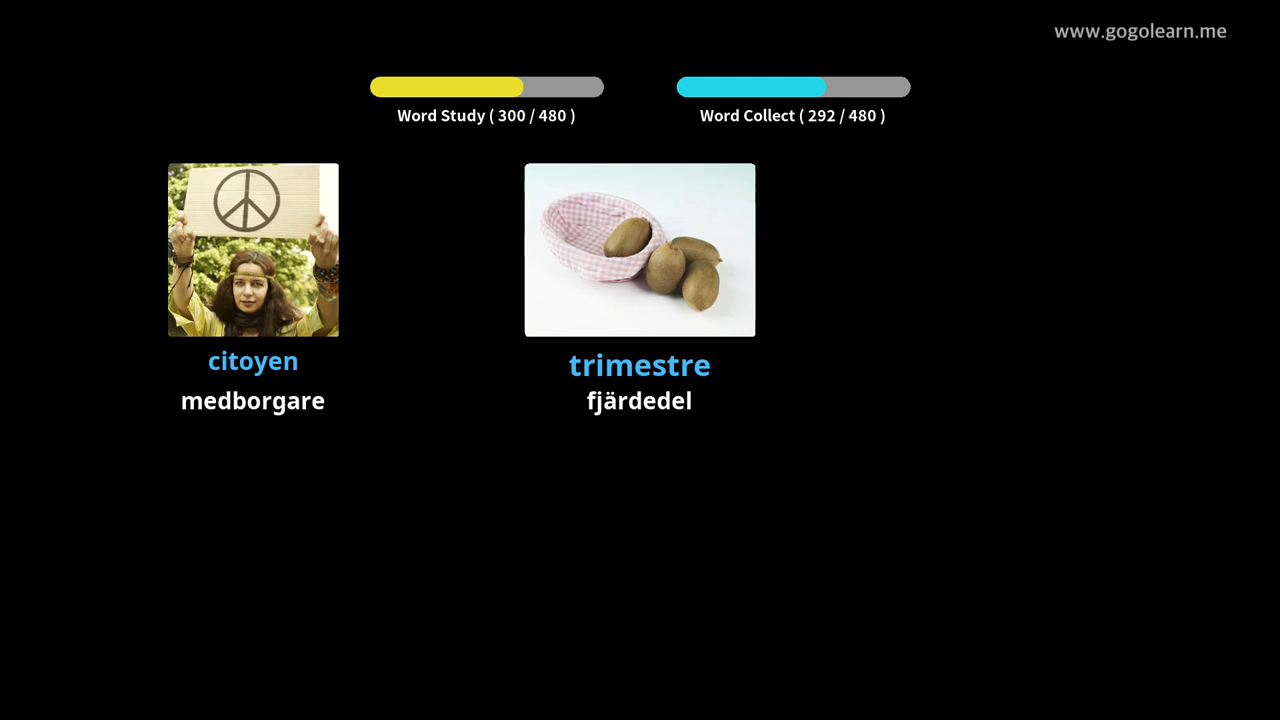 www.gogolearn.me
Word Study ( 300 / 480 )
Word Collect ( 292 / 480 )
citoyen
medborgare
trimestre
fjärdedel